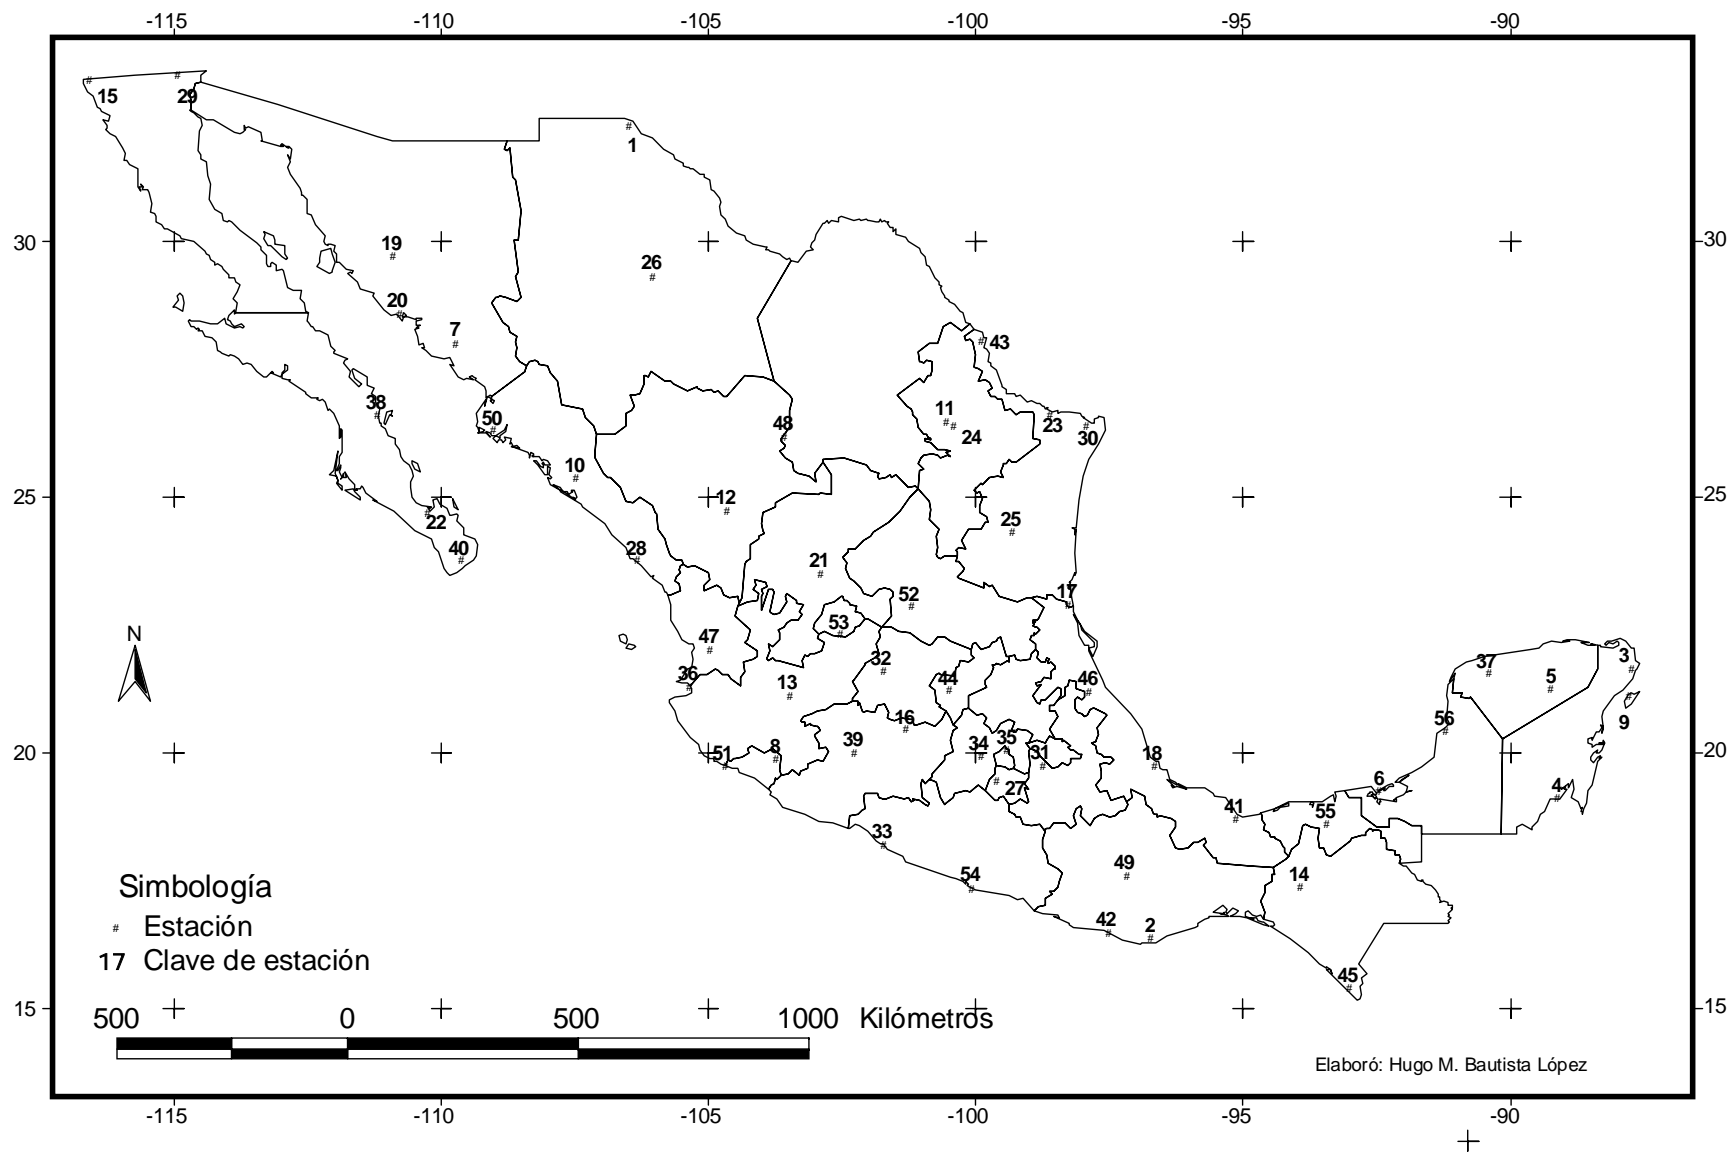 -115 -110 -105 -100 -95 -90
15 29
1
19
30 30
26
20
7
43
38
11
50 48 23
24 30
10
12
25 25
25
22
28 40
21
17
52
53
N
47
32 37 3
36 13 44 46 5
16 56 9
39 34 35
51 8 31 18
20 20
6
27 4
41 55
33
49
54 14
Simbología
# Estación
42 2
17 Clave de estación
45
15 15
500 0 500 1000 Kilómetros
Elaboró: Hugo M. Bautista López
-115 -110 -105 -100 -95 -90